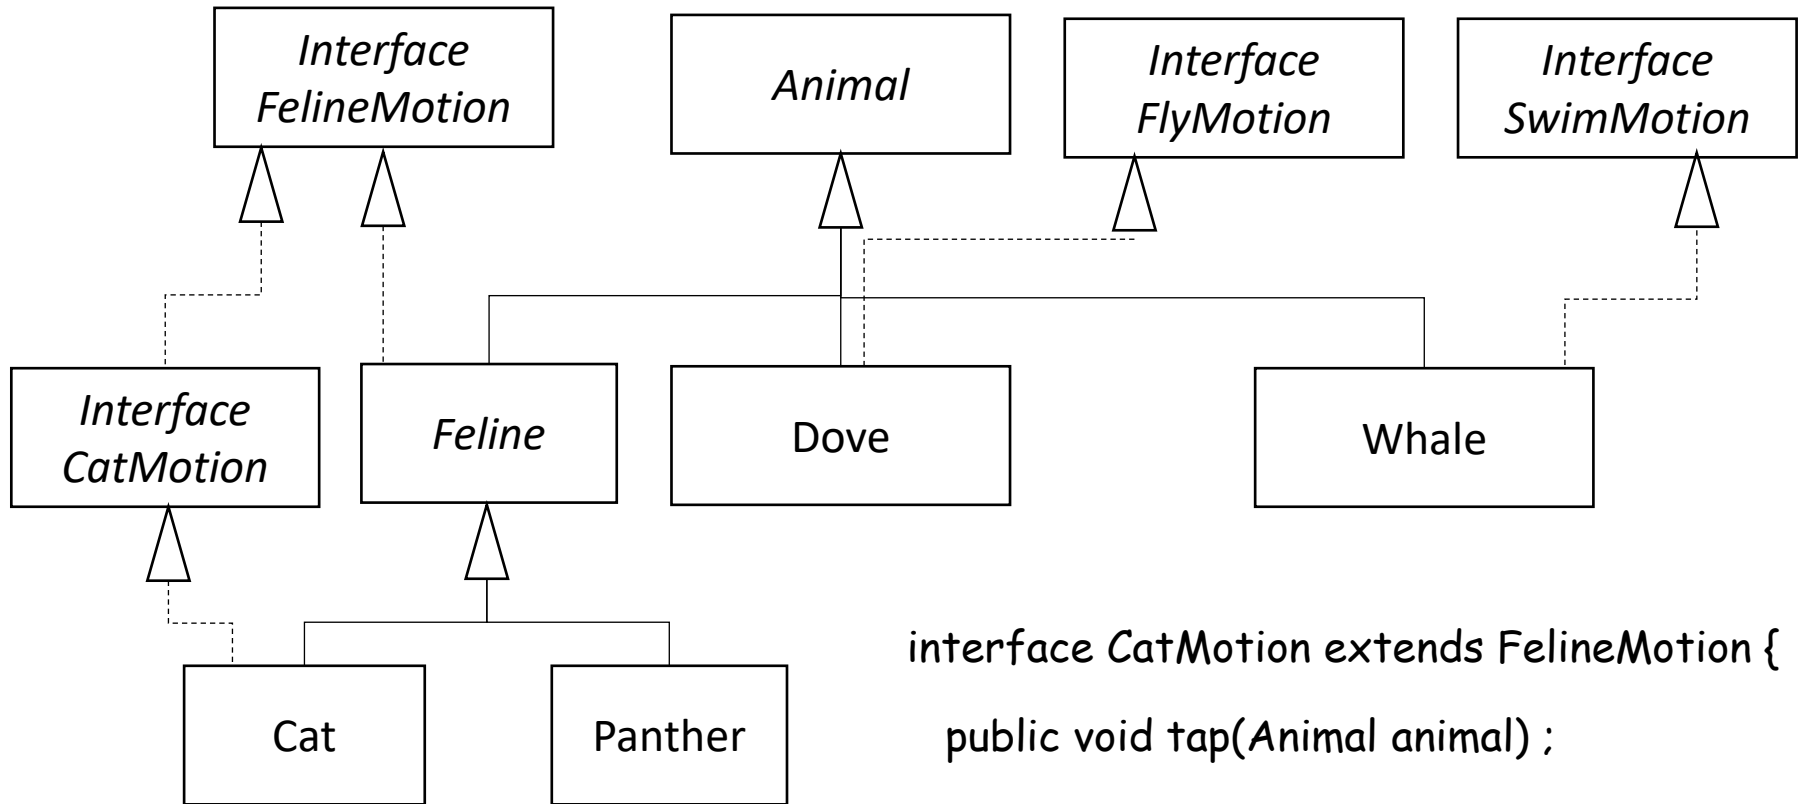 Interface
FelineMotion
Animal
Interface
FlyMotion
Interface
SwimMotion
Interface
CatMotion
Feline
Dove
Whale
Cat
Panther
interface CatMotion extends FelineMotion {
public void tap(Animal animal) ;